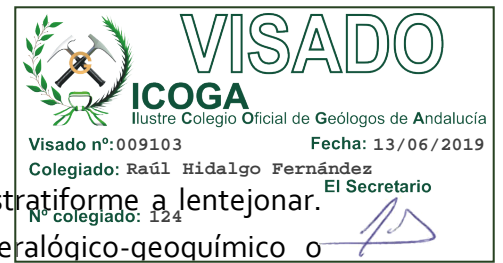 VISADO
ICOGA
Ilustre Colegio Oficial de Geólogos de Andalucía
Visado nº:009103 Fecha: 13/06/2019
Colegiado: Raúl Hidalgo Fernández
El Secretario
stratiforme a lentejonar.
Nº colegiado: 124
eralógico-geoquímico o